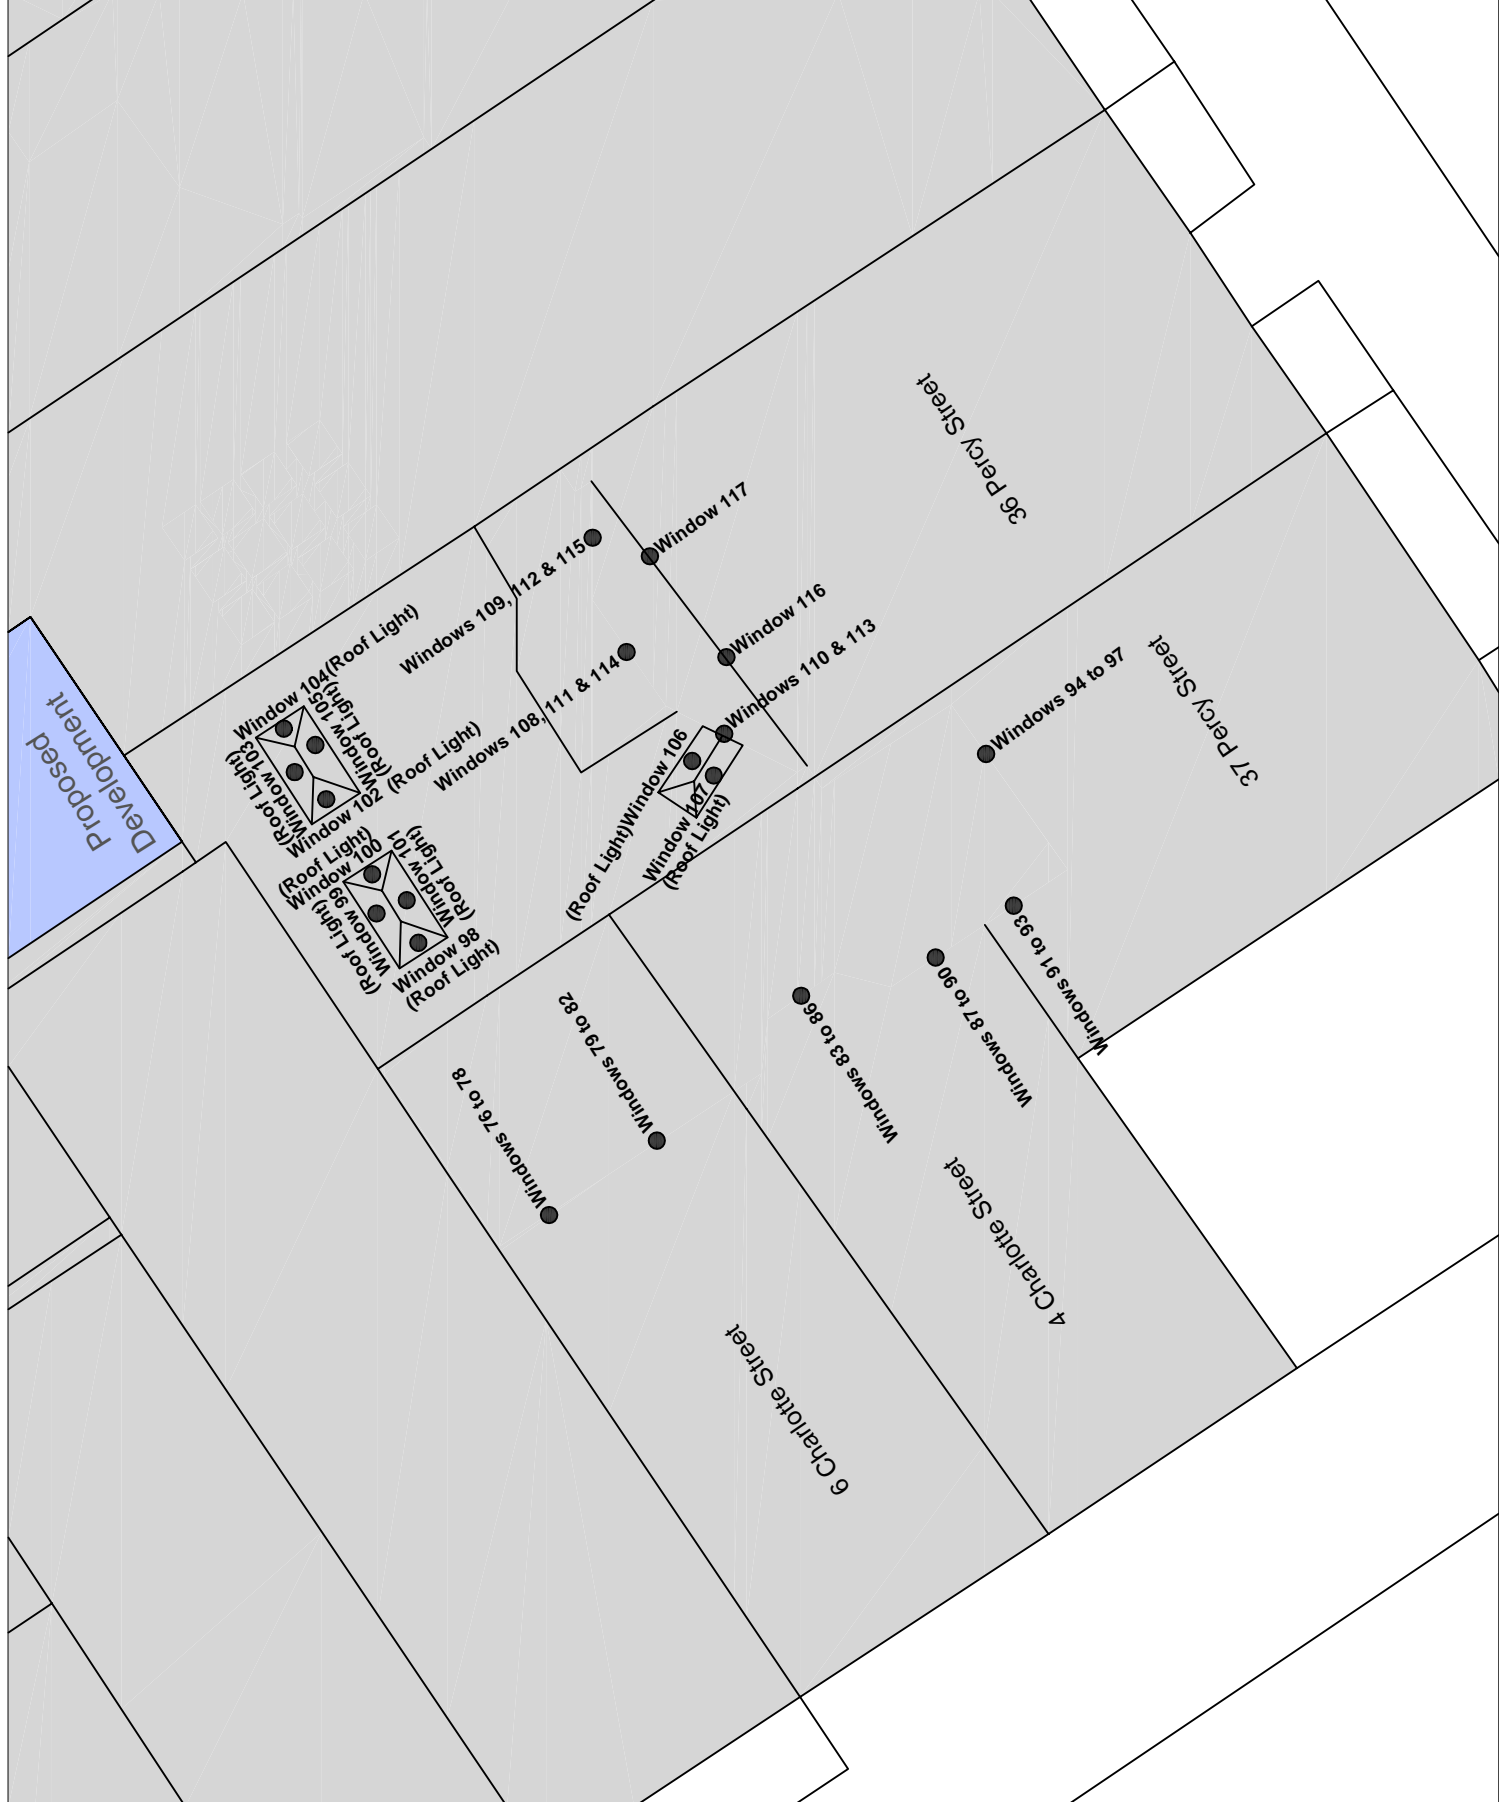 36 Percy Street
Window 117
Windows 109, 112 & 115
Window 116
Windows 110 & 113
Windows 108, 111 & 114
Window 104
(Roof Light)
Window 105
(Roof Light)
Window 103
(Roof Light)
Window 102
(Roof Light)
Window 106
(Roof Light)
Window 107
(Roof Light)
Proposed
Development
Windows 94 to 97
37 Percy Street
(Roof Light)
Window 100
Window 101
(Roof Light)
Window 99
(Roof Light)
Window 98
(Roof Light)
Windows 91 to 93
Windows 87 to 90
Windows 83 to 86
Windows 79 to 82
Windows 76 to 78
4 Charlotte Street
6 Charlotte Street